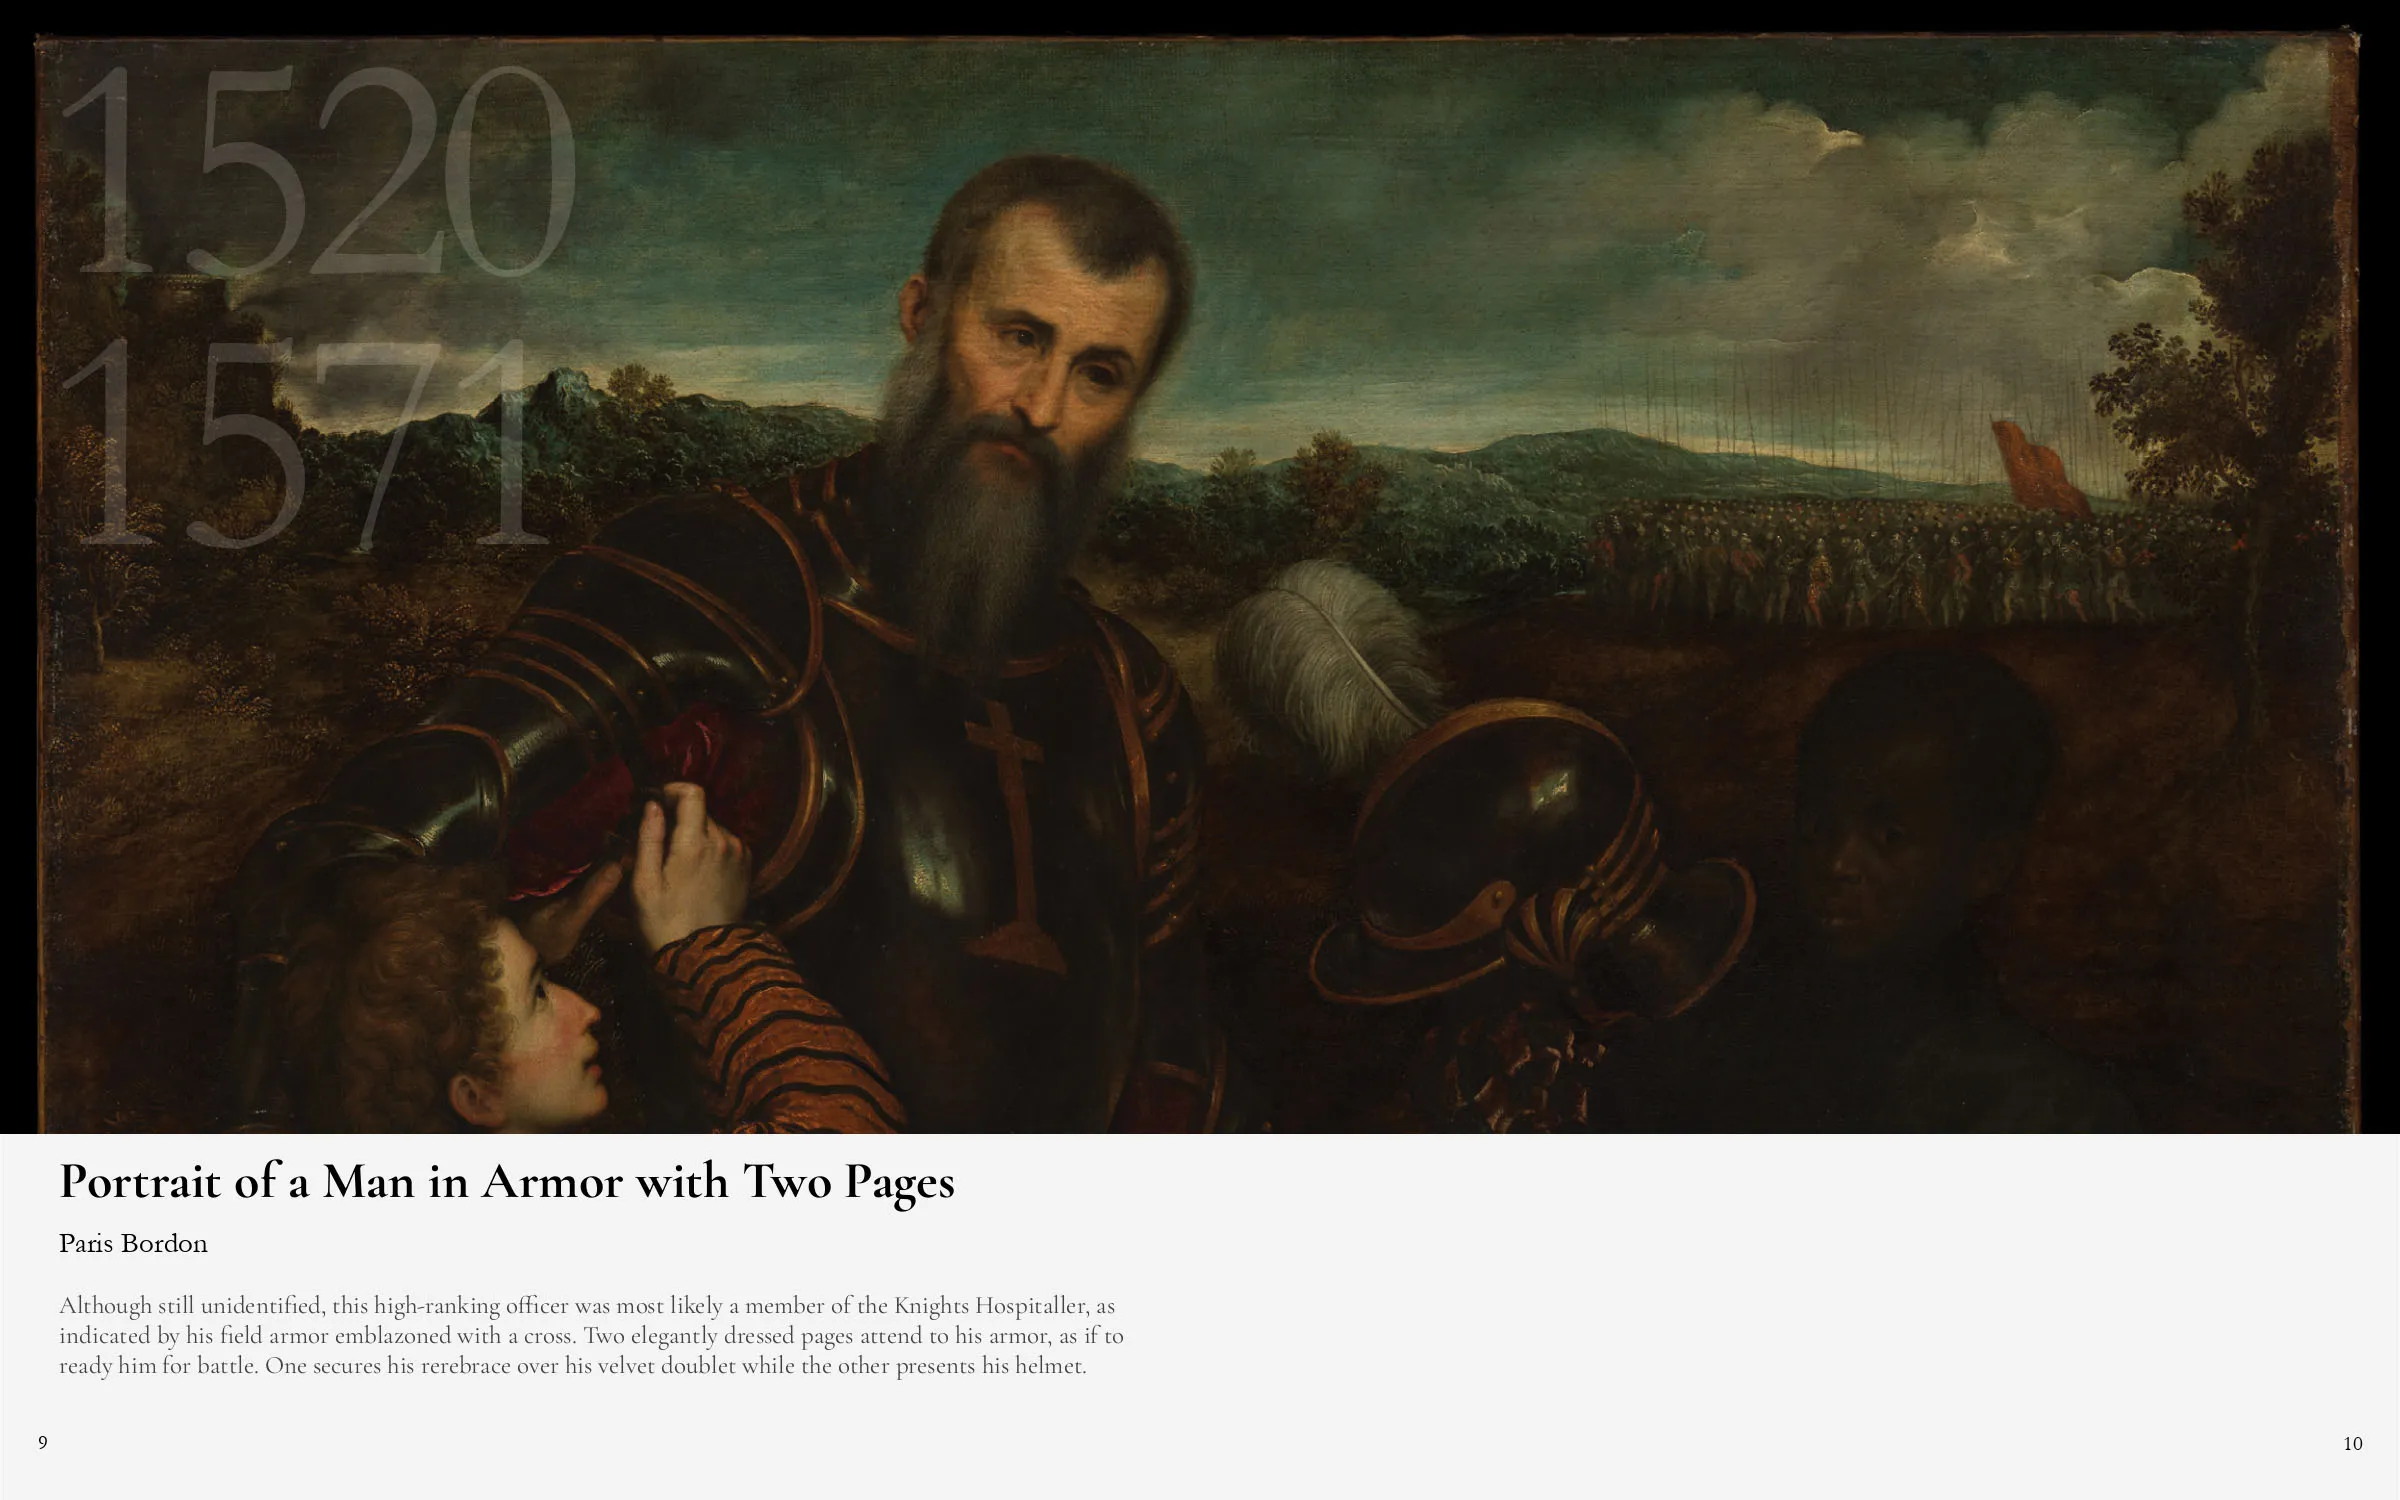 1520
1571
Portrait of a Man in Armor with Two Pages
Paris Bordon
Although still unidentified, this high-ranking officer was most likely a member of the Knights Hospitaller, as
indicated by his field armor emblazoned with a cross. Two elegantly dressed pages attend to his armor, as if to
ready him for battle. One secures his rerebrace over his velvet doublet while the other presents his helmet.
9
10